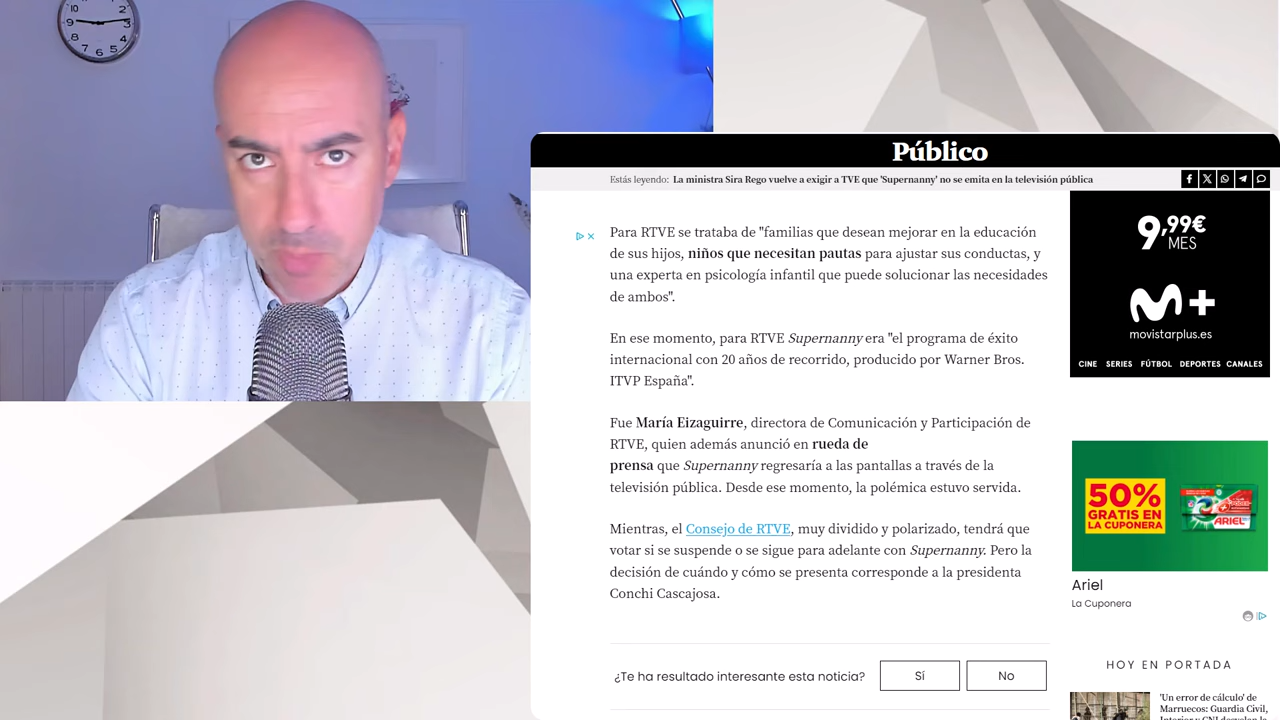 Público
Estás leyendo: La ministra Sira Rego vuelve a exigir a TVE que 'Supernanny' no se emita en la televisión pública
Para RTVE se trataba de "familias que desean mejorar en la educación
de sus hijos, niños que necesitan pautas para ajustar sus conductas, y
una experta en psicología infantil que puede solucionar las necesidades
de ambos".
En ese momento, para RTVE Supernanny era "el programa de éxito
internacional con 20 años de recorrido, producido por Warner Bros.
ITVP España".
Fue María Eizaguirre, directora de Comunicación y Participación de
RTVE, quien además anunció en rueda de
prensa que Supernanny regresaría a las pantallas a través de la
televisión pública. Desde ese momento, la polémica estuvo servida.
Mientras, el Consejo de RTVE, muy dividido y polarizado, tendrá que
votar si se suspende o se sigue para adelante con Supernanny. Pero la
decisión de cuándo y cómo se presenta corresponde a la presidenta
Conchi Cascajosa.
¿Te ha resultado interesante esta noticia?
Sí
No
9,99€
MES
M+
movistarplus.es
CINE SERIES FÚTBOL DEPORTES CANALES
50%
GRATIS EN
LA CUPONERA
ARIEL
Ariel
La Cuponera
HOY EN PORTADA
'Un error de cálculo' de
Marruecos: Guardia Civil,
9 3 8 4 7 5 6